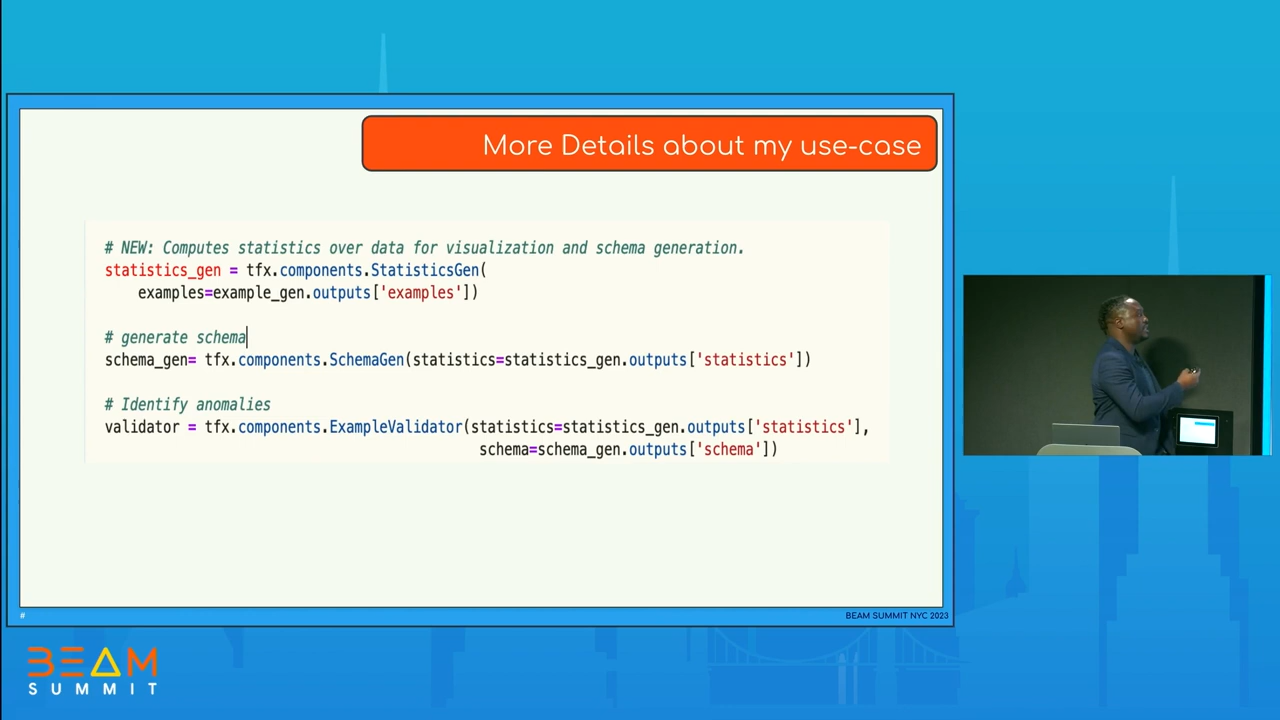 More Details about my use-case
# NEW: Computes statistics over data for visualization and schema generation.
statistics_gen = tfx.components.StatisticsGen(
examples=example_gen.outputs['examples'])
# generate schema
schema_gen= tfx.components.SchemaGen(statistics=statistics_gen.outputs['statistics'])
# Identify anomalies
validator = tfx.components.ExampleValidator(statistics=statistics_gen.outputs['statistics'],
schema=schema_gen.outputs['schema'])
#
BEAM SUMMIT NYC 2023
BEAM
SUMMIT